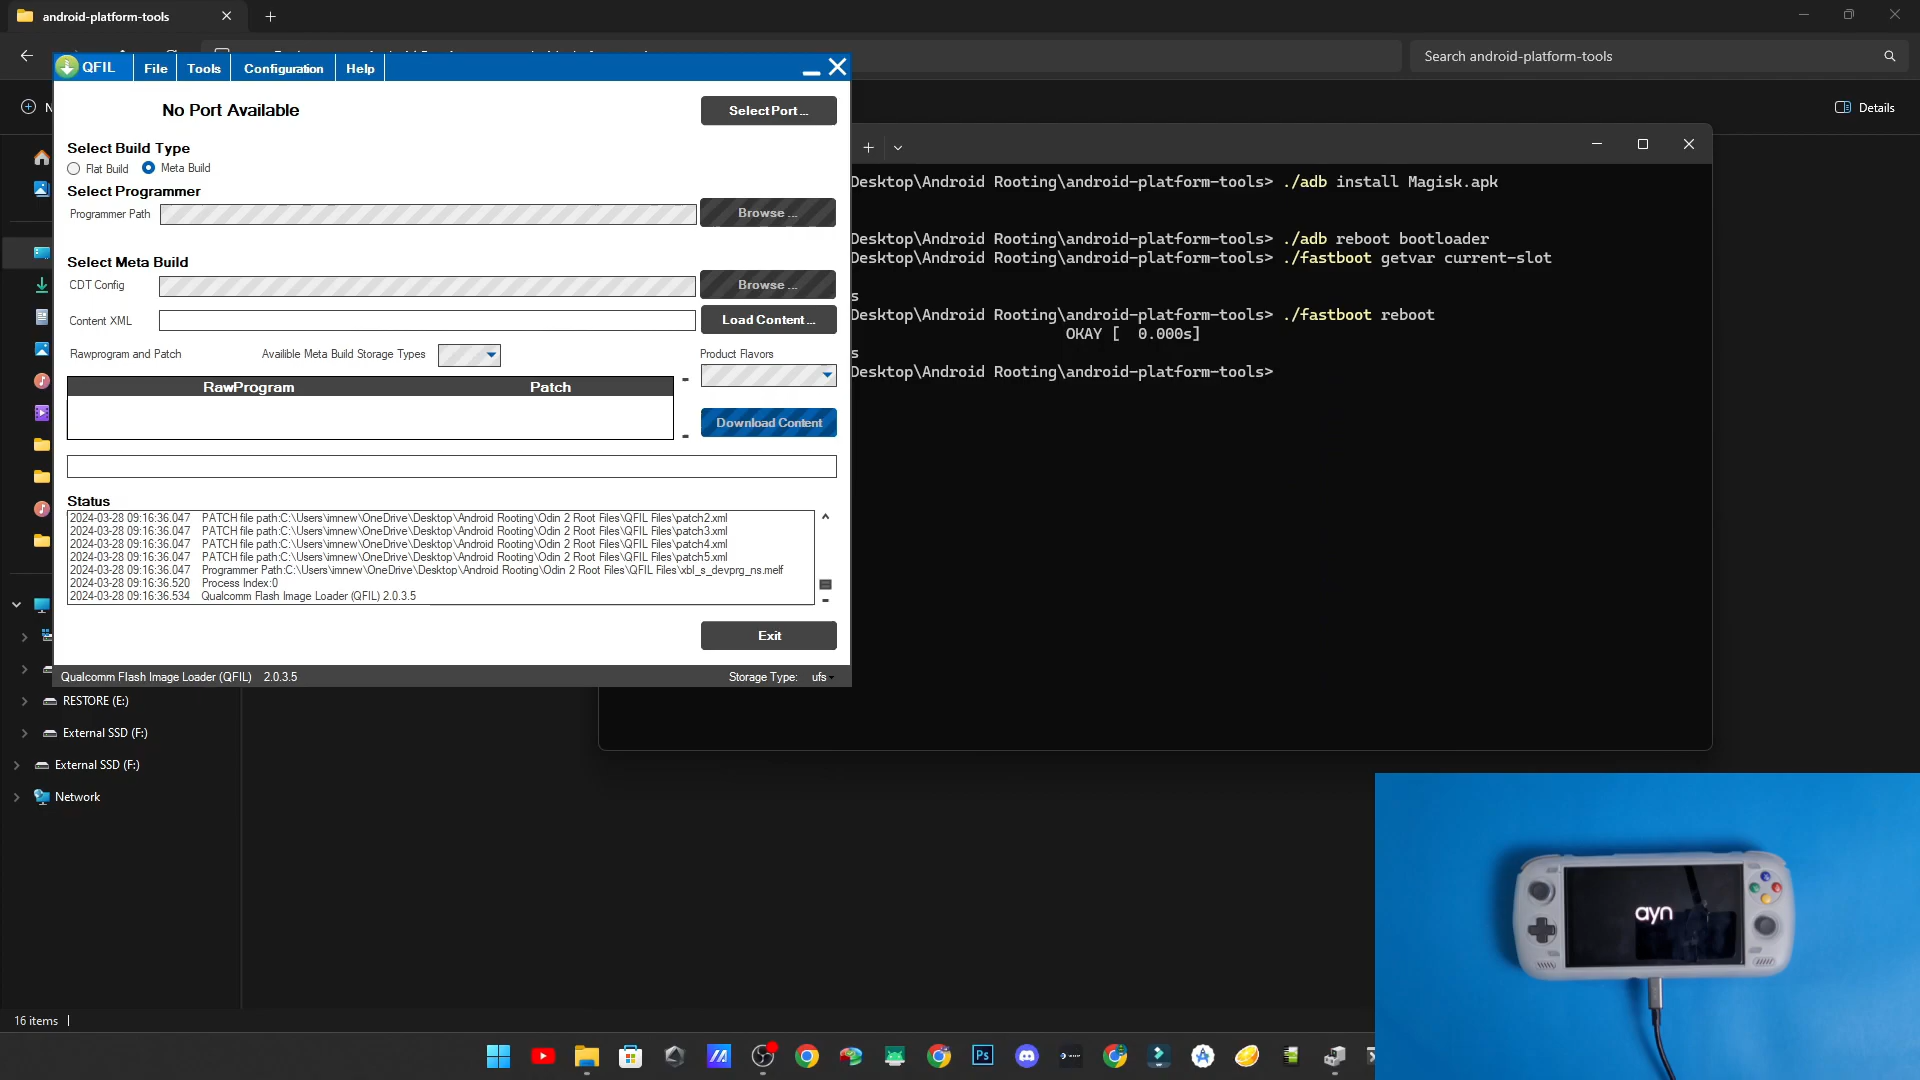 android-platform-tools
Search android-platform-tools
Details
QFIL
File
Tools
Configuration
Help
No Port Available
Select Port ...
Select Build Type
Flat Build
Meta Build
Select Programmer
Programmer Path
Browse ...
Select Meta Build
CDT Config
Browse ...
Content XML
Load Content ...
Rawprogram and Patch
Availible Meta Build Storage Types
Product Flavors
RawProgram
Patch
Download Content
Status
2024-03-28 09:16:36.047 PATCH file path:C:\Users\imnew\OneDrive\Desktop\Android Rooting\Odin 2 Root Files\QFIL Files\patch2.xml
2024-03-28 09:16:36.047 PATCH file path:C:\Users\imnew\OneDrive\Desktop\Android Rooting\Odin 2 Root Files\QFIL Files\patch3.xml
2024-03-28 09:16:36.047 PATCH file path:C:\Users\imnew\OneDrive\Desktop\Android Rooting\Odin 2 Root Files\QFIL Files\patch4.xml
2024-03-28 09:16:36.047 PATCH file path:C:\Users\imnew\OneDrive\Desktop\Android Rooting\Odin 2 Root Files\QFIL Files\patch5.xml
2024-03-28 09:16:36.047 Programmer Path:C:\Users\imnew\OneDrive\Desktop\Android Rooting\Odin 2 Root Files\QFIL Files\xbl_s_devprg_ns.melf
2024-03-28 09:16:36.520 Process Index:0
2024-03-28 09:16:36.534 Qualcomm Flash Image Loader (QFIL) 2.0.3.5
Exit
Qualcomm Flash Image Loader (QFIL) 2.0.3.5
Storage Type: ufs
Desktop\Android Rooting\android-platform-tools> ./adb install Magisk.apk
Desktop\Android Rooting\android-platform-tools> ./adb reboot bootloader
Desktop\Android Rooting\android-platform-tools> ./fastboot getvar current-slot
s
Desktop\Android Rooting\android-platform-tools> ./fastboot reboot
OKAY [ 0.000s]
s
Desktop\Android Rooting\android-platform-tools>
RESTORE (E:)
External SSD (F:)
External SSD (F:)
Network
16 items
Ps
ayn